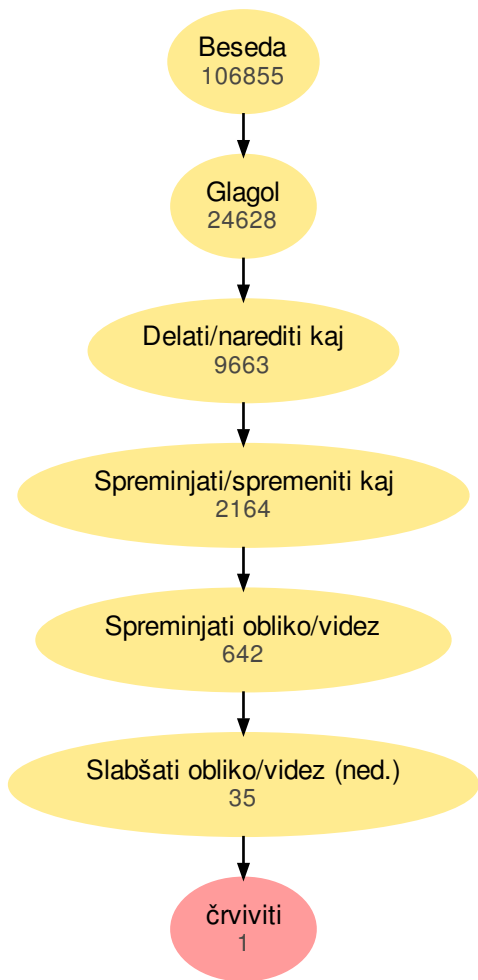 Beseda
106855
Glagol
24628
Delati/narediti kaj
9663
Spreminjati/spremeniti kaj
2164
Spreminjati obliko/videz
642
Slabšati obliko/videz (ned.)
35
črviviti
1